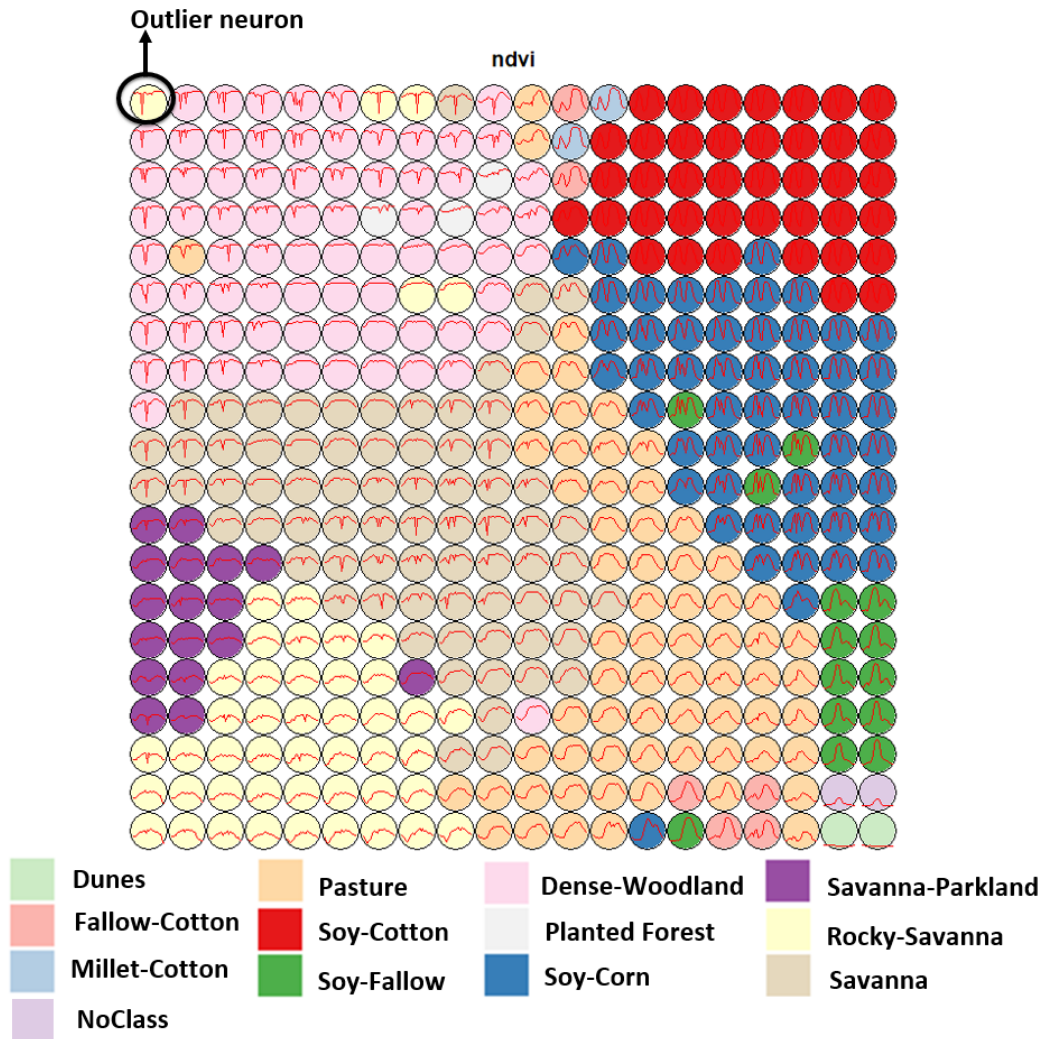 Outlier neuron
ndvi
Dunes
Pasture
Dense-Woodland
Savanna-Parkland
Fallow-Cotton
Soy-Cotton
Planted Forest
Rocky-Savanna
Millet-Cotton
Soy-Fallow
Soy-Corn
Savanna
NoClass